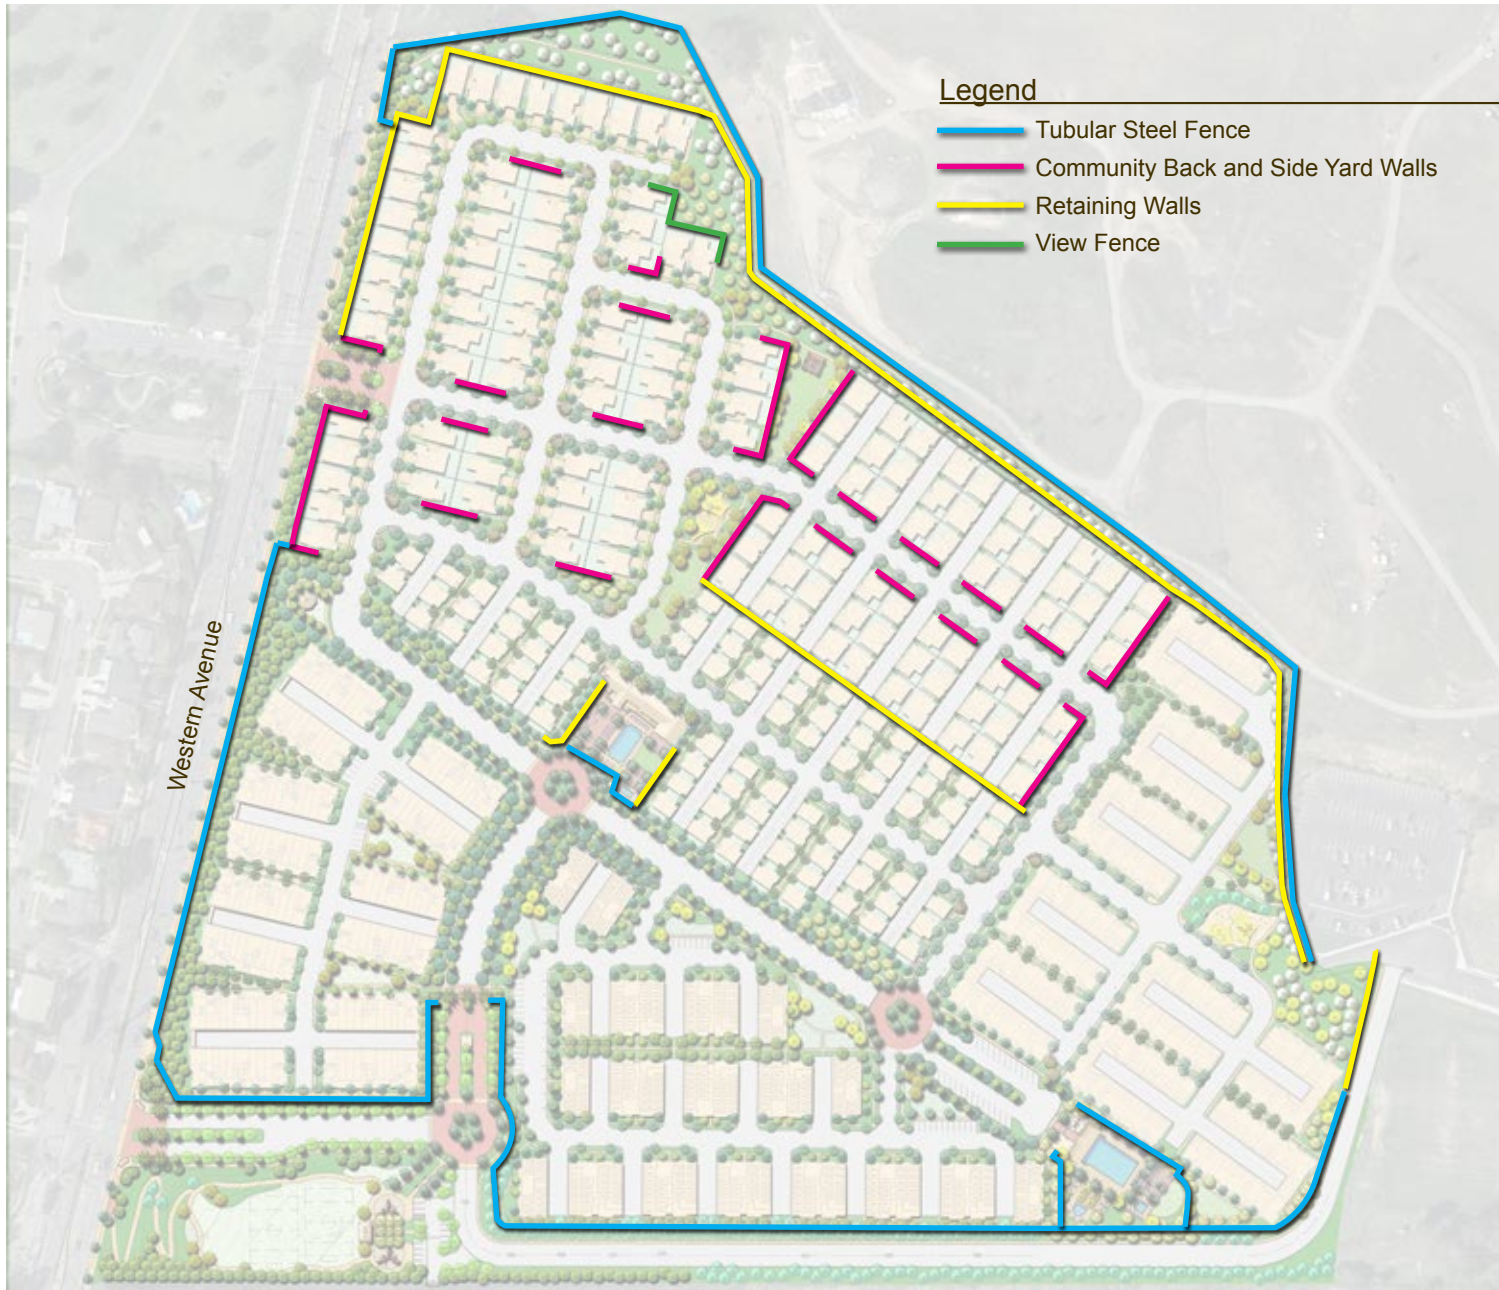 Legend
Tubular Steel Fence
Community Back and Side Yard Walls
Retaining Walls
View Fence
Western Avenue